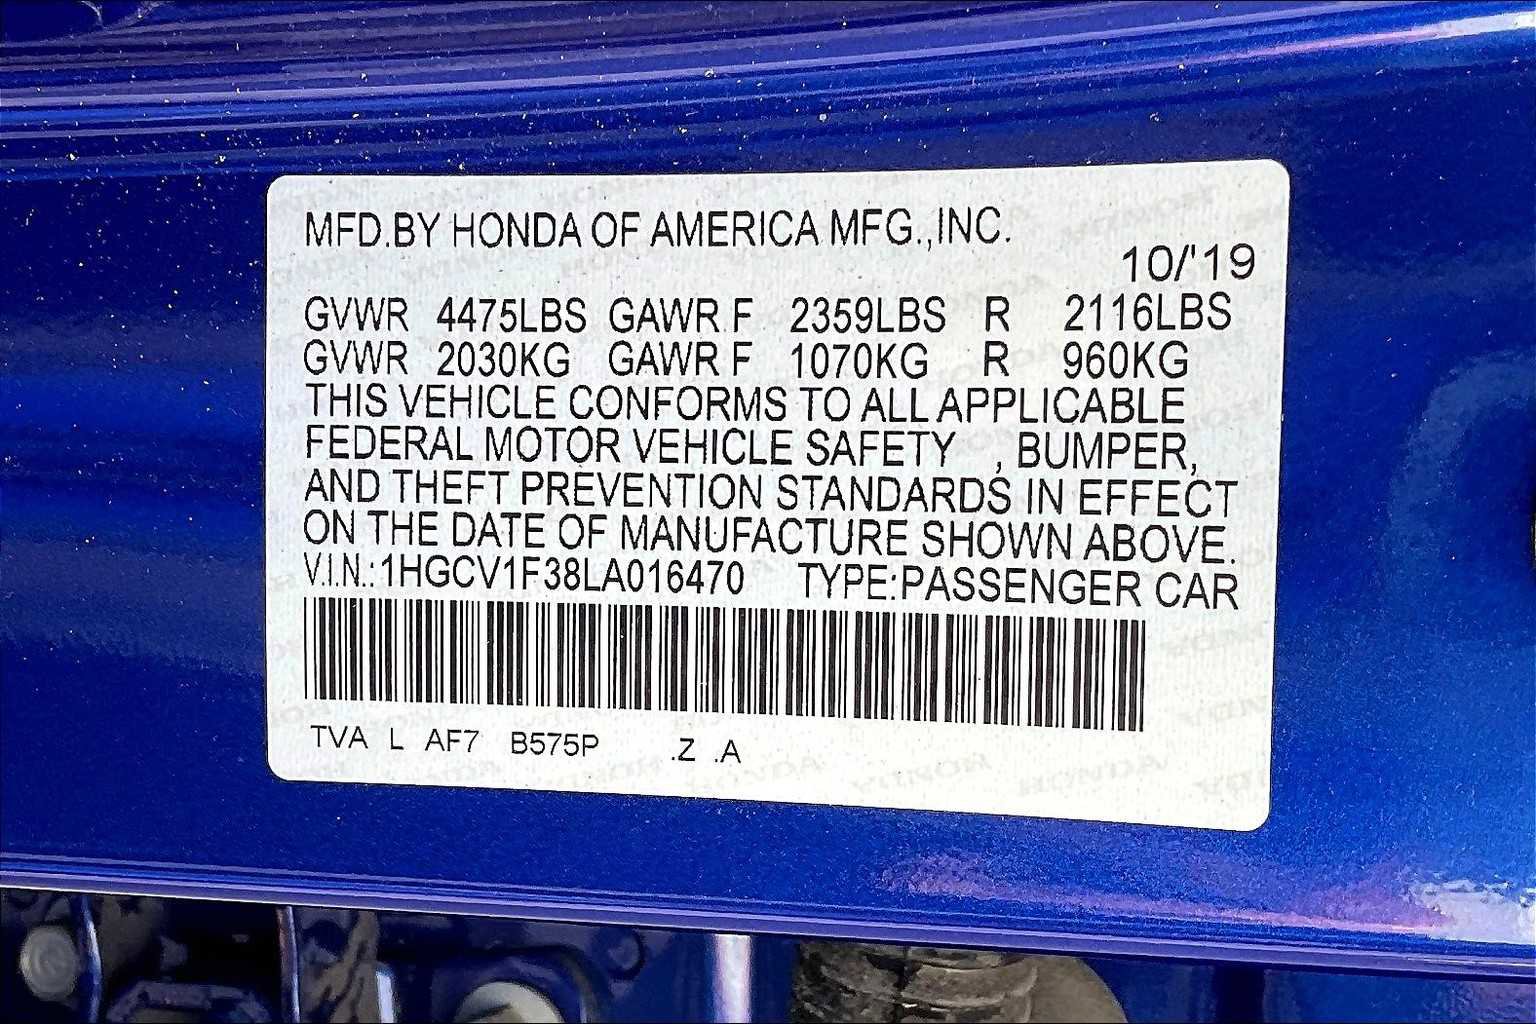 MFD.BY HONDA OF AMERICA MFG.,INC.
10/'19
GVWR 4475LBS GAWR F 2359LBS R 2116LBS
GVWR 2030KG GAWR F 1070KG R 960KG
THIS VEHICLE CONFORMS TO ALL APPLICABLE
FEDERAL MOTOR VEHICLE SAFETY , BUMPER,
AND THEFT PREVENTION STANDARDS IN EFFECT
ON THE DATE OF MANUFACTURE SHOWN ABOVE.
V.I.N.:1HGCV1F38LA016470 TYPE:PASSENGER CAR
TVA L AF7 B575P .Z .A